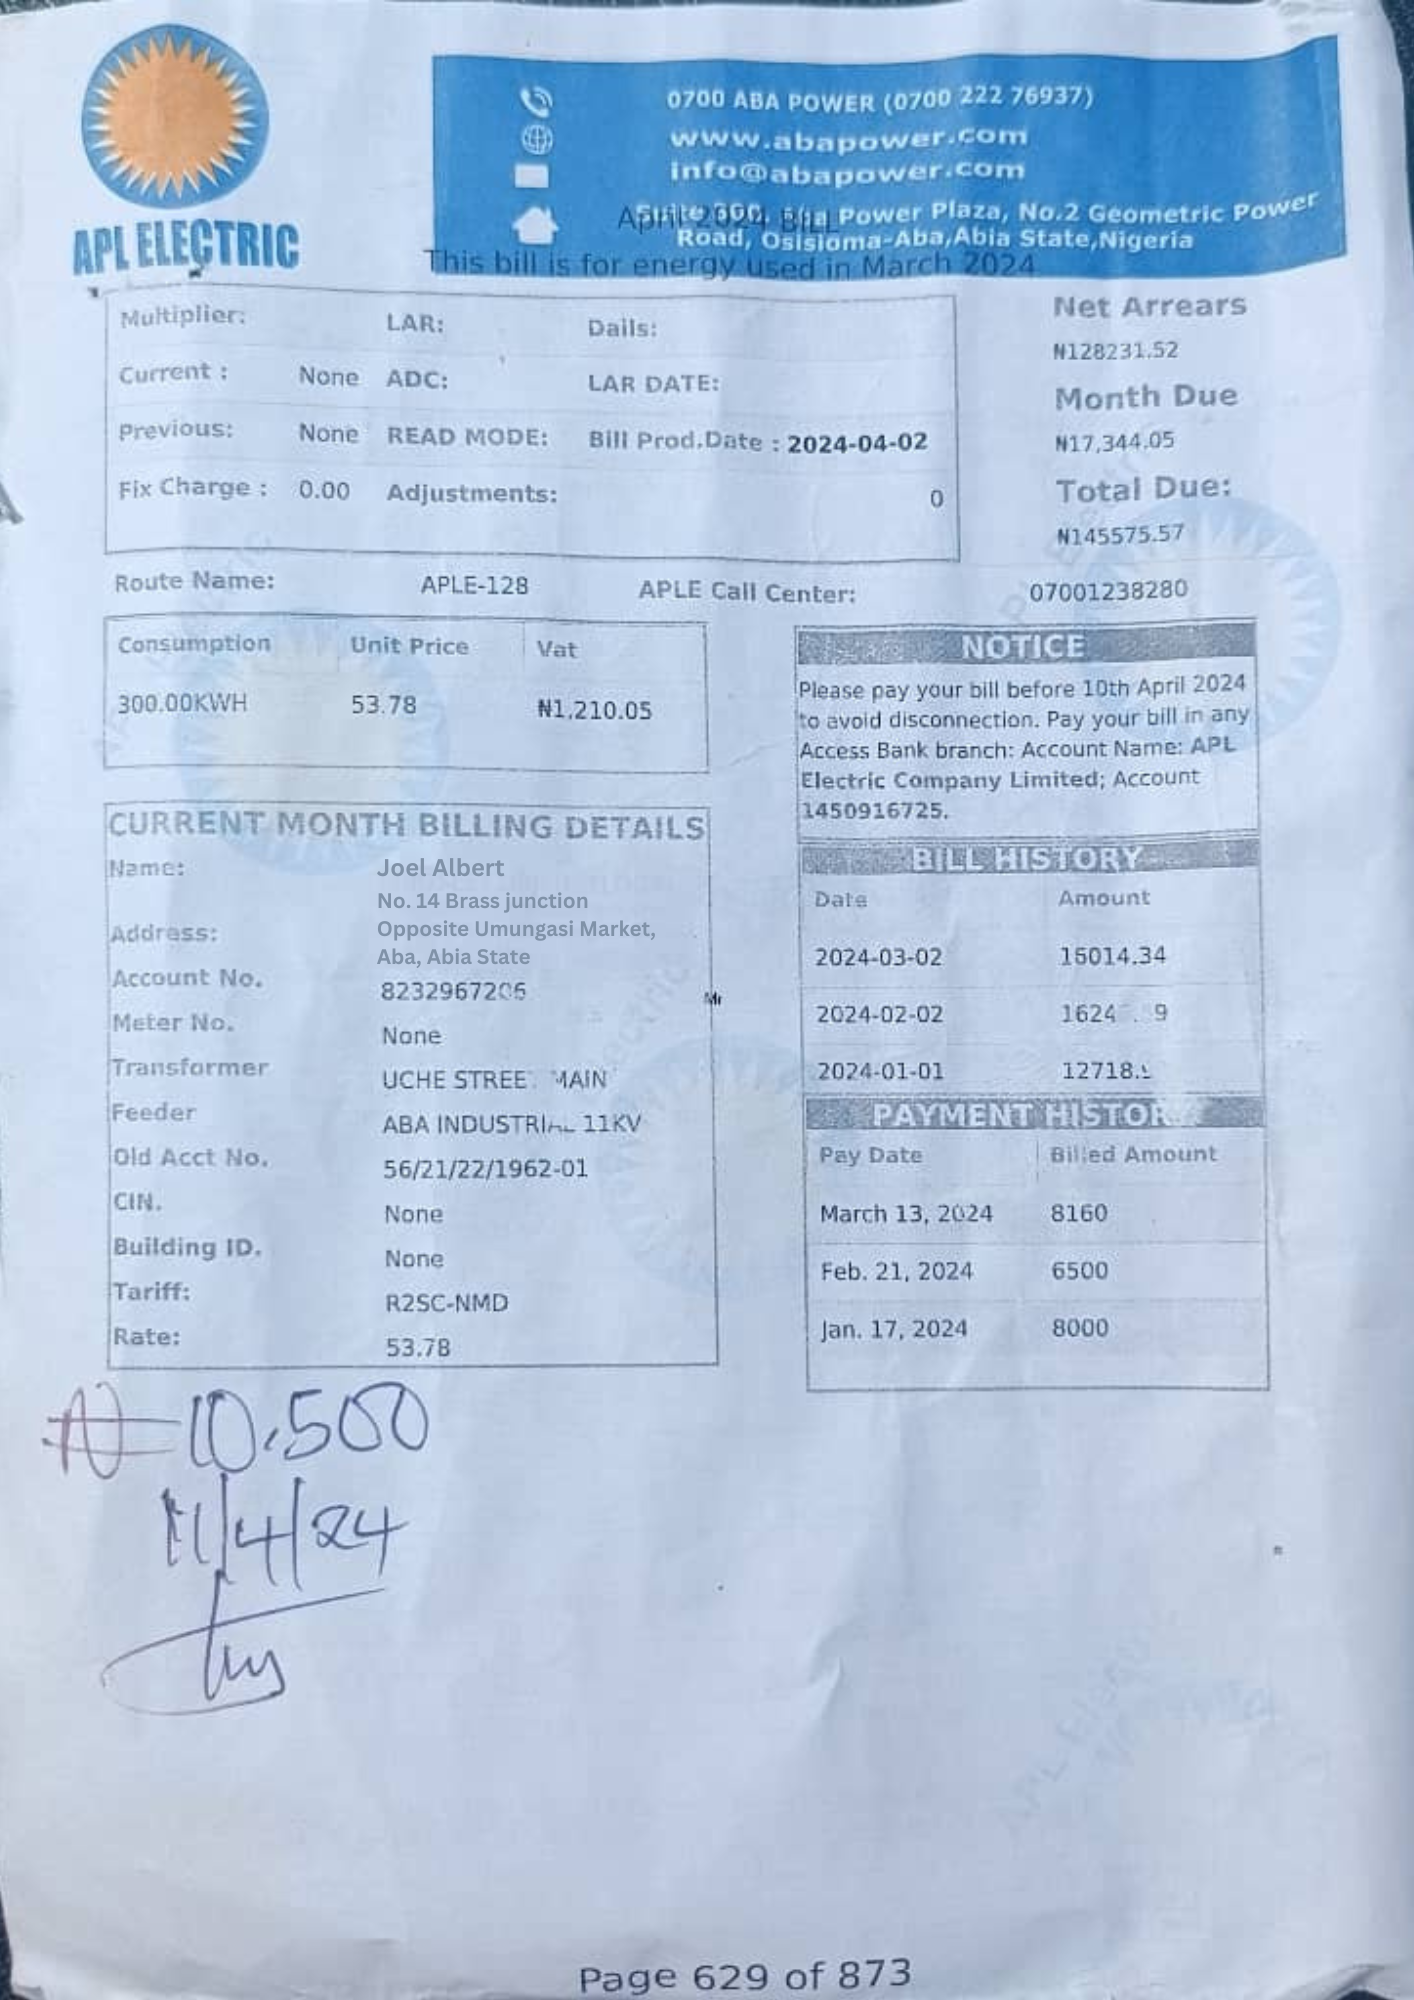 APL ELECTRIC
0700 ABA POWER (0700 222 76937)
www.abapower.com
info@abapower.com
Suite 300, Aba Power Plaza, No.2 Geometric Power
Road, Osisioma-Aba,Abia State,Nigeria
April 2024 BILL
This bill is for energy used in March 2024
Multiplier: LAR: Dails:
Current : None ADC: LAR DATE:
Previous: None READ MODE: Bill Prod.Date : 2024-04-02
Fix Charge : 0.00 Adjustments: 0
Net Arrears
₦128231.52
Month Due
₦17,344.05
Total Due:
₦145575.57
Route Name: APLE-128 APLE Call Center: 07001238280
Consumption Unit Price Vat
300.00KWH 53.78 ₦1,210.05
NOTICE
Please pay your bill before 10th April 2024
to avoid disconnection. Pay your bill in any
Access Bank branch: Account Name: APL
Electric Company Limited; Account
1450916725.
CURRENT MONTH BILLING DETAILS
Name: Joel Albert
Address: No. 14 Brass junction
Opposite Umungasi Market,
Aba, Abia State
Account No. 8232967206
Meter No. None
Transformer UCHE STREE MAIN
Feeder ABA INDUSTRIAL 11KV
Old Acct No. 56/21/22/1962-01
CIN. None
Building ID. None
Tariff: R2SC-NMD
Rate: 53.78
Mr
BILL HISTORY
Date Amount
2024-03-02 15014.34
2024-02-02
2024-01-01
PAYMENT HISTOR
Pay Date Billed Amount
March 13, 2024 8160
Feb. 21, 2024 6500
Jan. 17, 2024 8000
₦10,500
11/4/24
Page 629 of 873